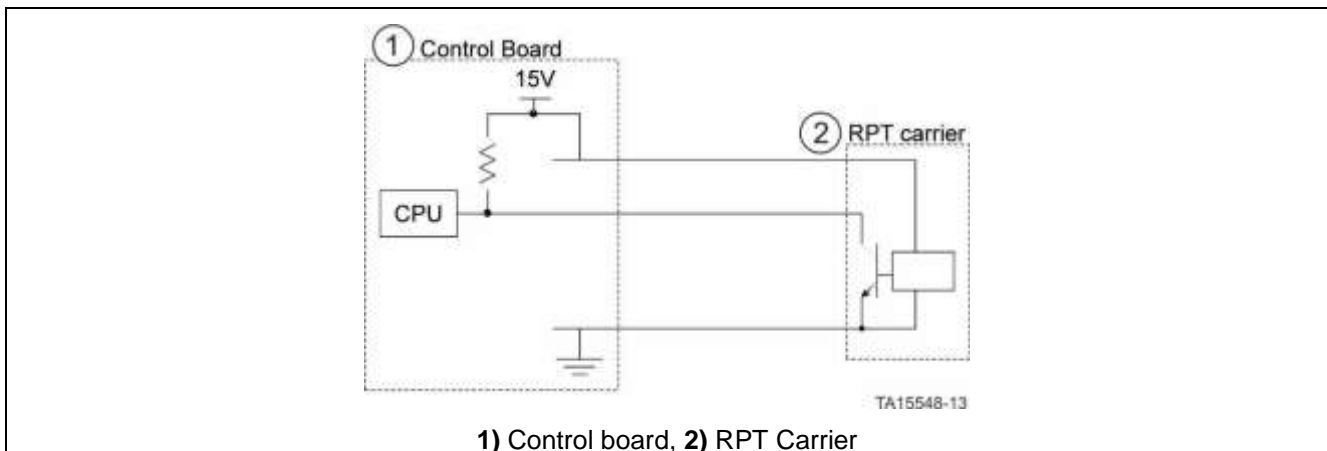 1 Control Board
15V
2 RPT carrier
CPU
TA15548-13
1) Control board, 2) RPT Carrier